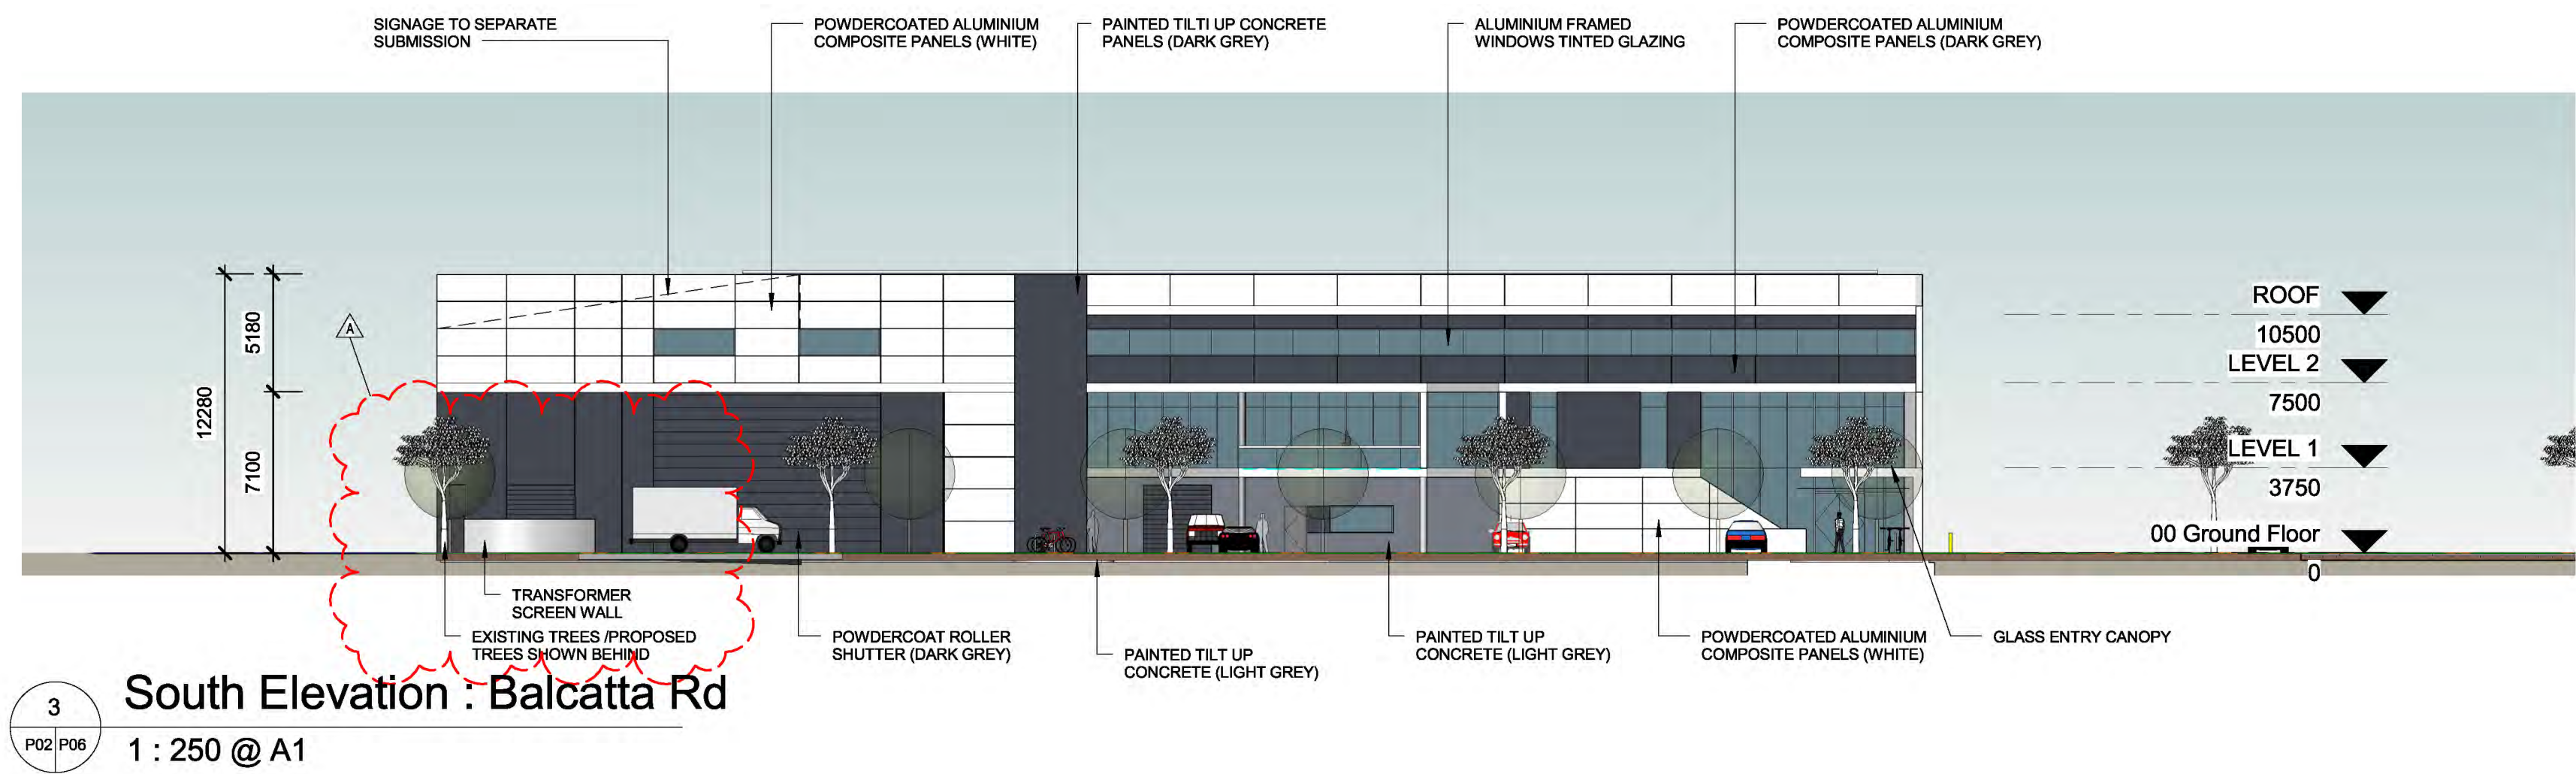 SIGNAGE TO SEPARATE
SUBMISSION
POWDERCOATED ALUMINIUM
COMPOSITE PANELS (WHITE)
PAINTED TILTI UP CONCRETE
PANELS (DARK GREY)
ALUMINIUM FRAMED
WINDOWS TINTED GLAZING
POWDERCOATED ALUMINIUM
COMPOSITE PANELS (DARK GREY)
12280
5180
7100
A
ROOF
10500
LEVEL 2
7500
LEVEL 1
3750
00 Ground Floor
0
TRANSFORMER
SCREEN WALL
EXISTING TREES /PROPOSED
TREES SHOWN BEHIND
POWDERCOAT ROLLER
SHUTTER (DARK GREY)
PAINTED TILT UP
CONCRETE (LIGHT GREY)
PAINTED TILT UP
CONCRETE (LIGHT GREY)
POWDERCOATED ALUMINIUM
COMPOSITE PANELS (WHITE)
GLASS ENTRY CANOPY
3
P02 P06
South Elevation : Balcatta Rd
1 : 250 @ A1